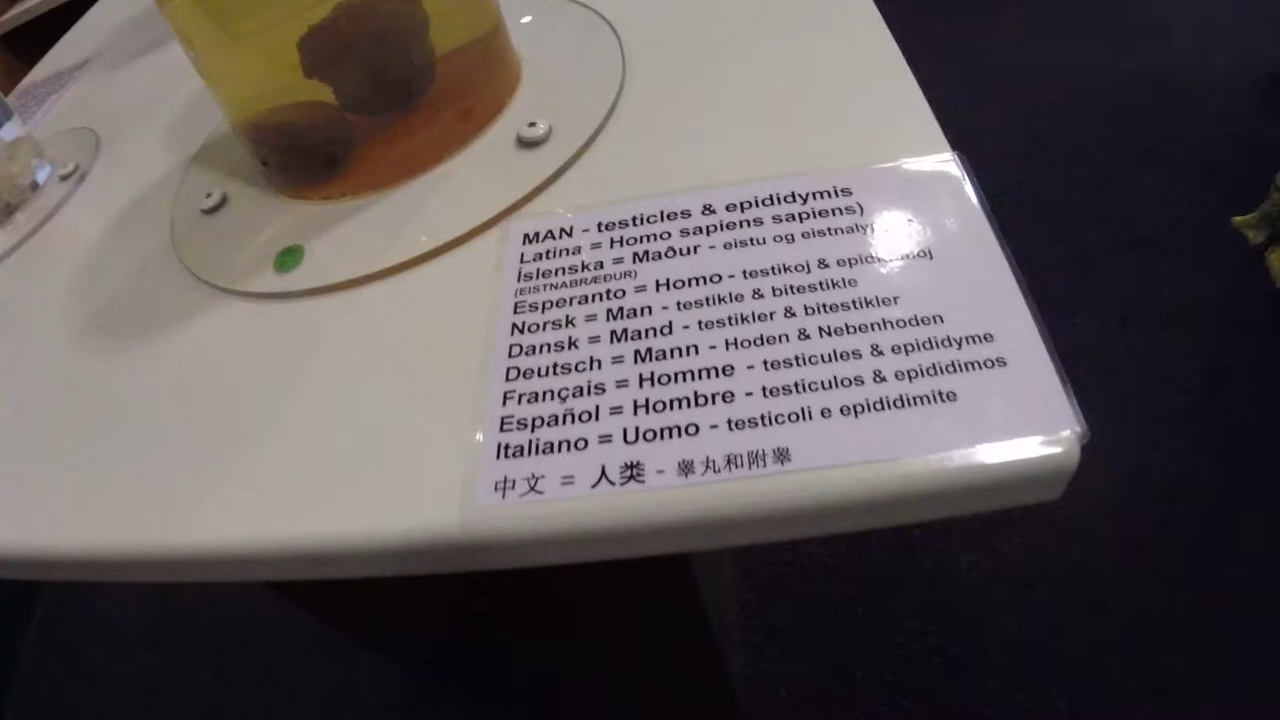 MAN - testicles & epididymis
Latina = Homo sapiens sapiens)
Íslenska = Maður - eistu og
(EISTNABRÆÐUR)
Esperanto = Homo - testikoj &
Norsk = Man - testikle & bitestikle
Dansk = Mand - testikler & bitestikler
Deutsch = Mann - Hoden & Nebenhoden
Français = Homme - testicules & epididyme
Español = Hombre - testículos & epidídimos
Italiano = Uomo - testicoli e epididimite
中文 = 人类 - 睾丸和附睾